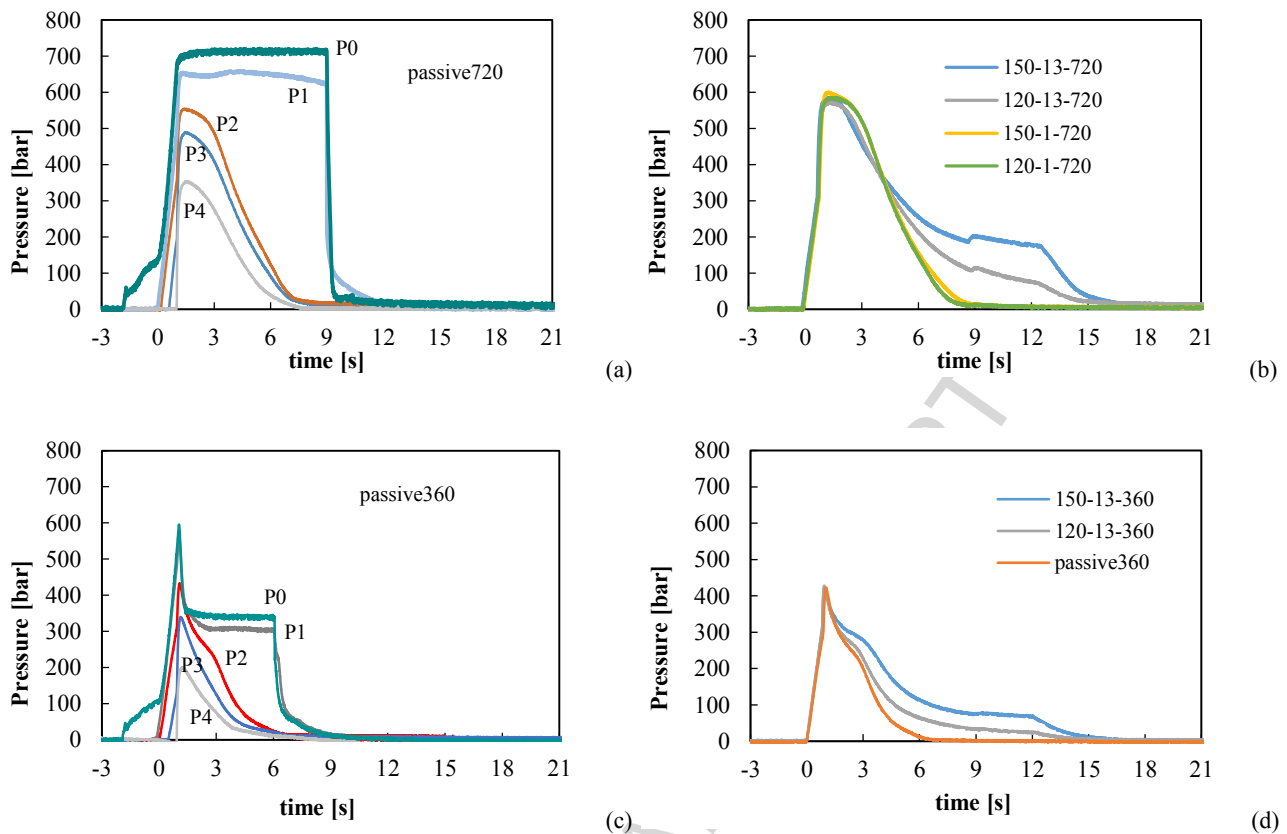 800
700
600
500
400
300
200
100
0
Pressure [bar]
-3 0 3 6 9 12 15 18 21
time [s]
P0
passive720
P1
P2
P3
P4
(a)
800
700
600
500
400
300
200
100
0
Pressure [bar]
-3 0 3 6 9 12 15 18 21
time [s]
150-13-720
120-13-720
150-1-720
120-1-720
(b)
800
700
600
500
400
300
200
100
0
Pressure [bar]
-3 0 3 6 9 12 15 18 21
time [s]
passive360
P0
P1
P2
P3
P4
(c)
800
700
600
500
400
300
200
100
0
Pressure [bar]
-3 0 3 6 9 12 15 18 21
time [s]
150-13-360
120-13-360
passive360
(d)